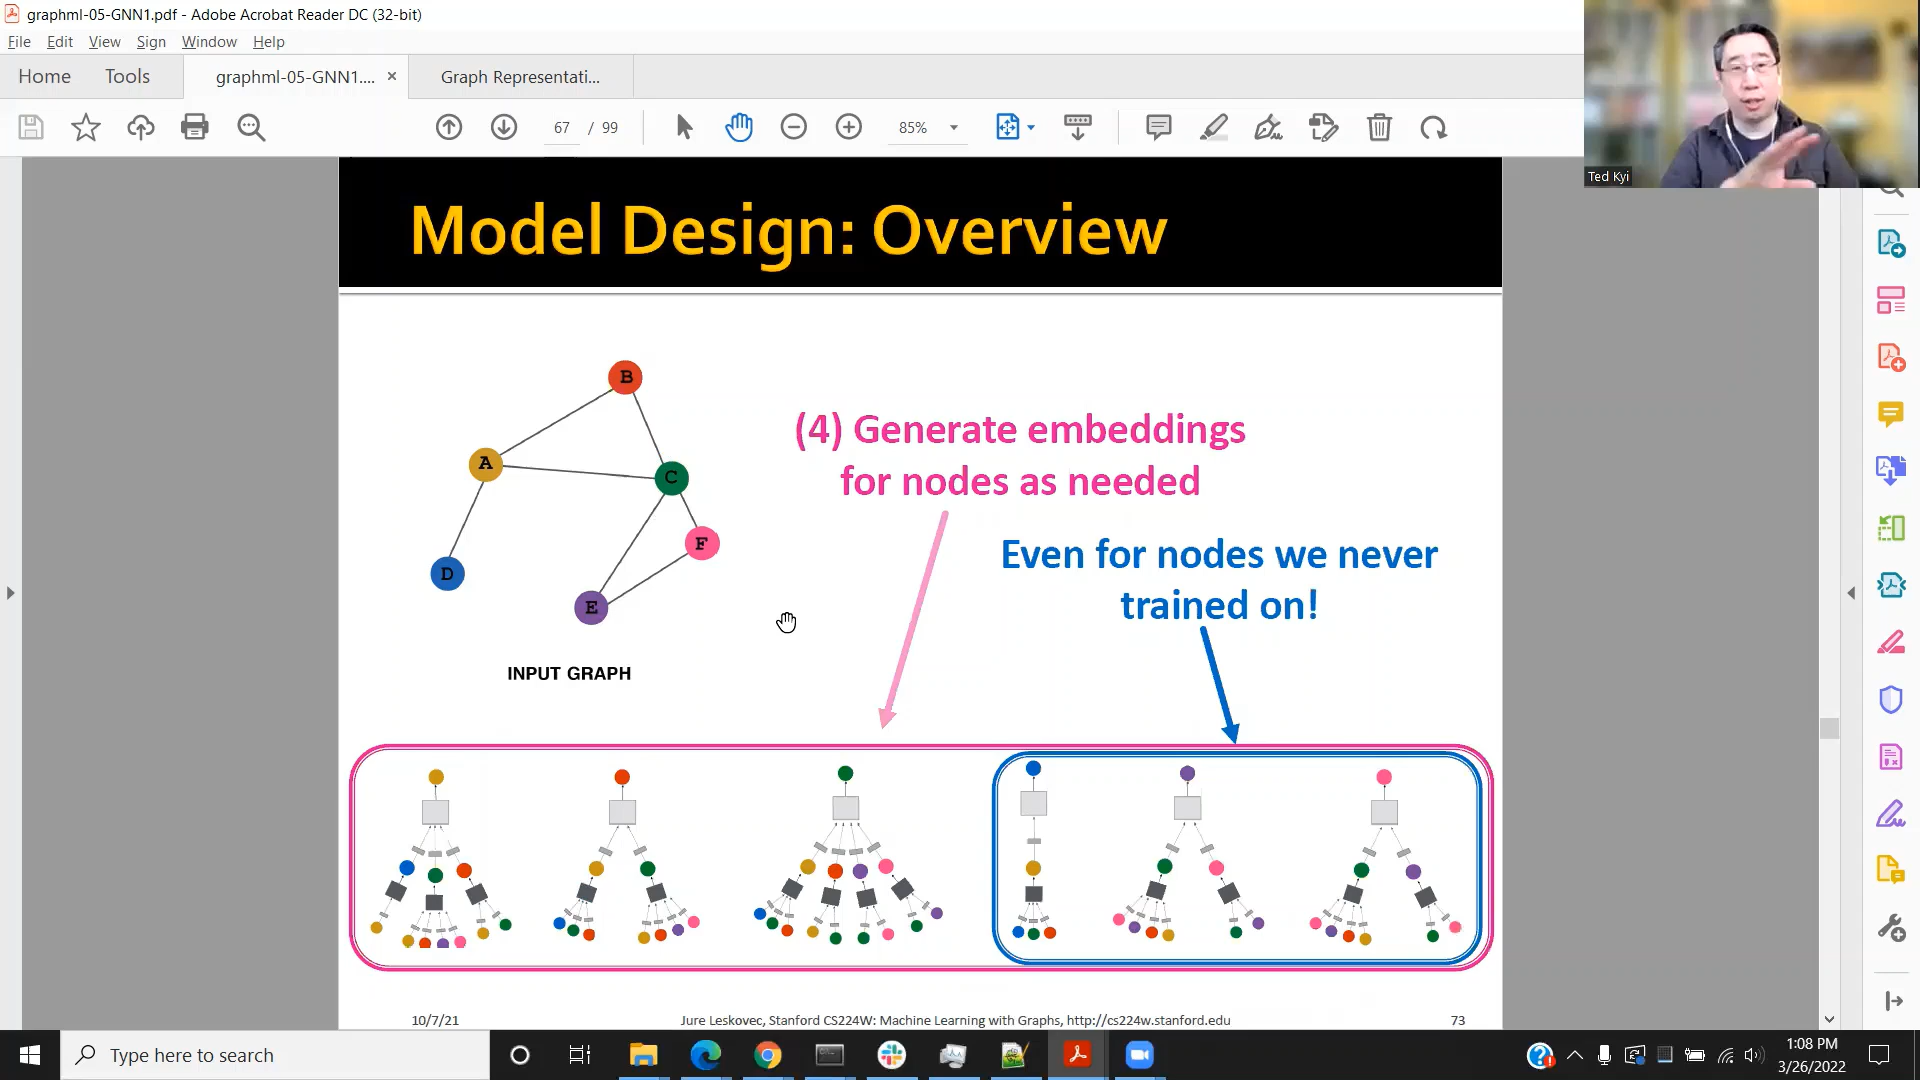 graphml-05-GNN1.pdf - Adobe Acrobat Reader DC (32-bit)
File Edit View Sign Window Help
Home Tools graphml-05-GNN1.... × Graph Representati...
67 / 99 85%
Ted Kyi
Model Design: Overview
B
A
C
F
D
E
INPUT GRAPH
(4) Generate embeddings
for nodes as needed
Even for nodes we never
trained on!
10/7/21 Jure Leskovec, Stanford CS224W: Machine Learning with Graphs, http://cs224w.stanford.edu 73
Type here to search
1:08 PM
3/26/2022